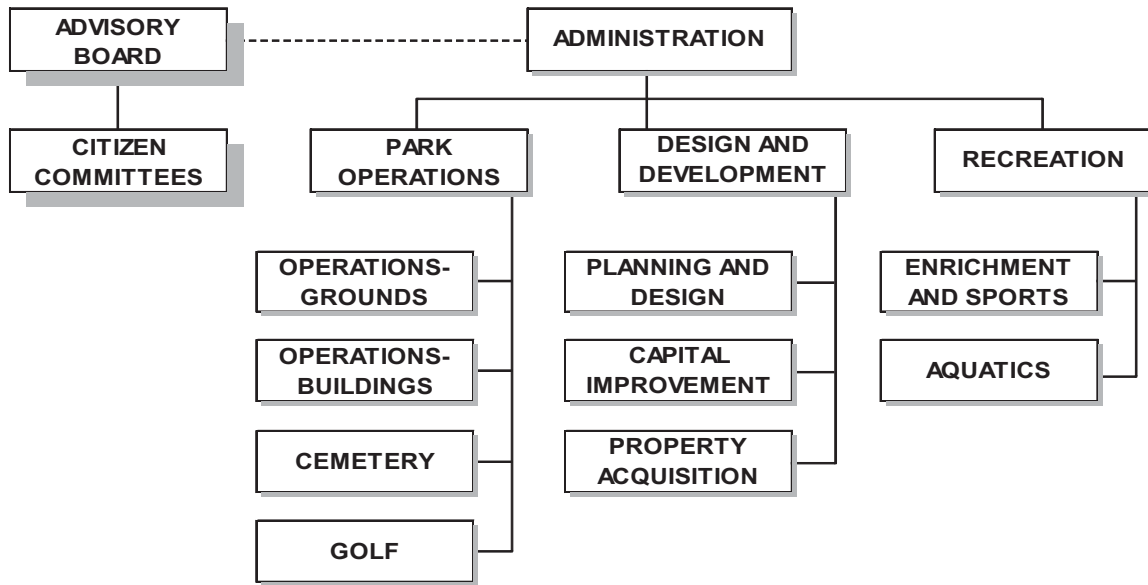 ADVISORY
BOARD
ADMINISTRATION
CITIZEN
COMMITTEES
PARK
OPERATIONS
DESIGN AND
DEVELOPMENT
RECREATION
OPERATIONS-
GROUNDS
PLANNING AND
DESIGN
ENRICHMENT
AND SPORTS
OPERATIONS-
BUILDINGS
CAPITAL
IMPROVEMENT
AQUATICS
CEMETERY
PROPERTY
ACQUISITION
GOLF